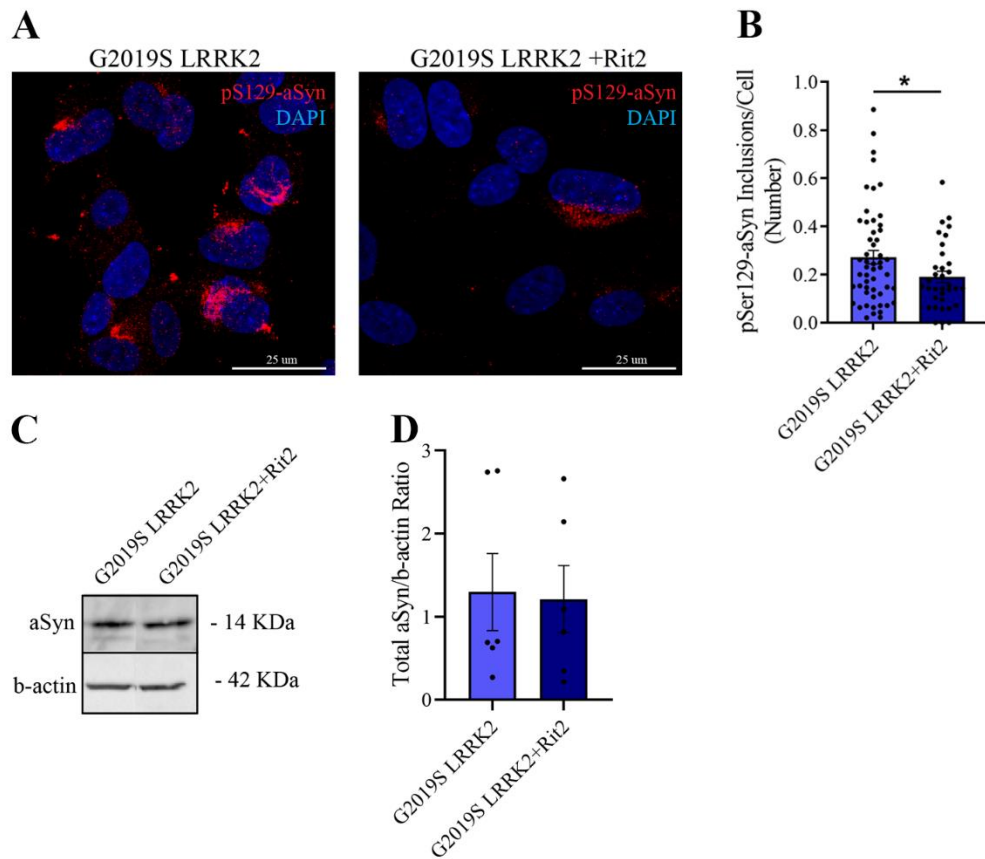 A
G2019S LRRK2
pS129-aSyn
DAPI
25 um
G2019S LRRK2 +Rit2
pS129-aSyn
DAPI
25 um
B
pSer129-aSyn Inclusions/Cell
(Number)
1.0
0.8
0.6
0.4
0.2
0.0
*
G2019S LRRK2
G2019S LRRK2+Rit2
C
G2019S LRRK2
G2019S LRRK2+Rit2
aSyn
- 14 KDa
b-actin
- 42 KDa
D
Total aSyn/b-actin Ratio
3
2
1
0
G2019S LRRK2
G2019S LRRK2+Rit2